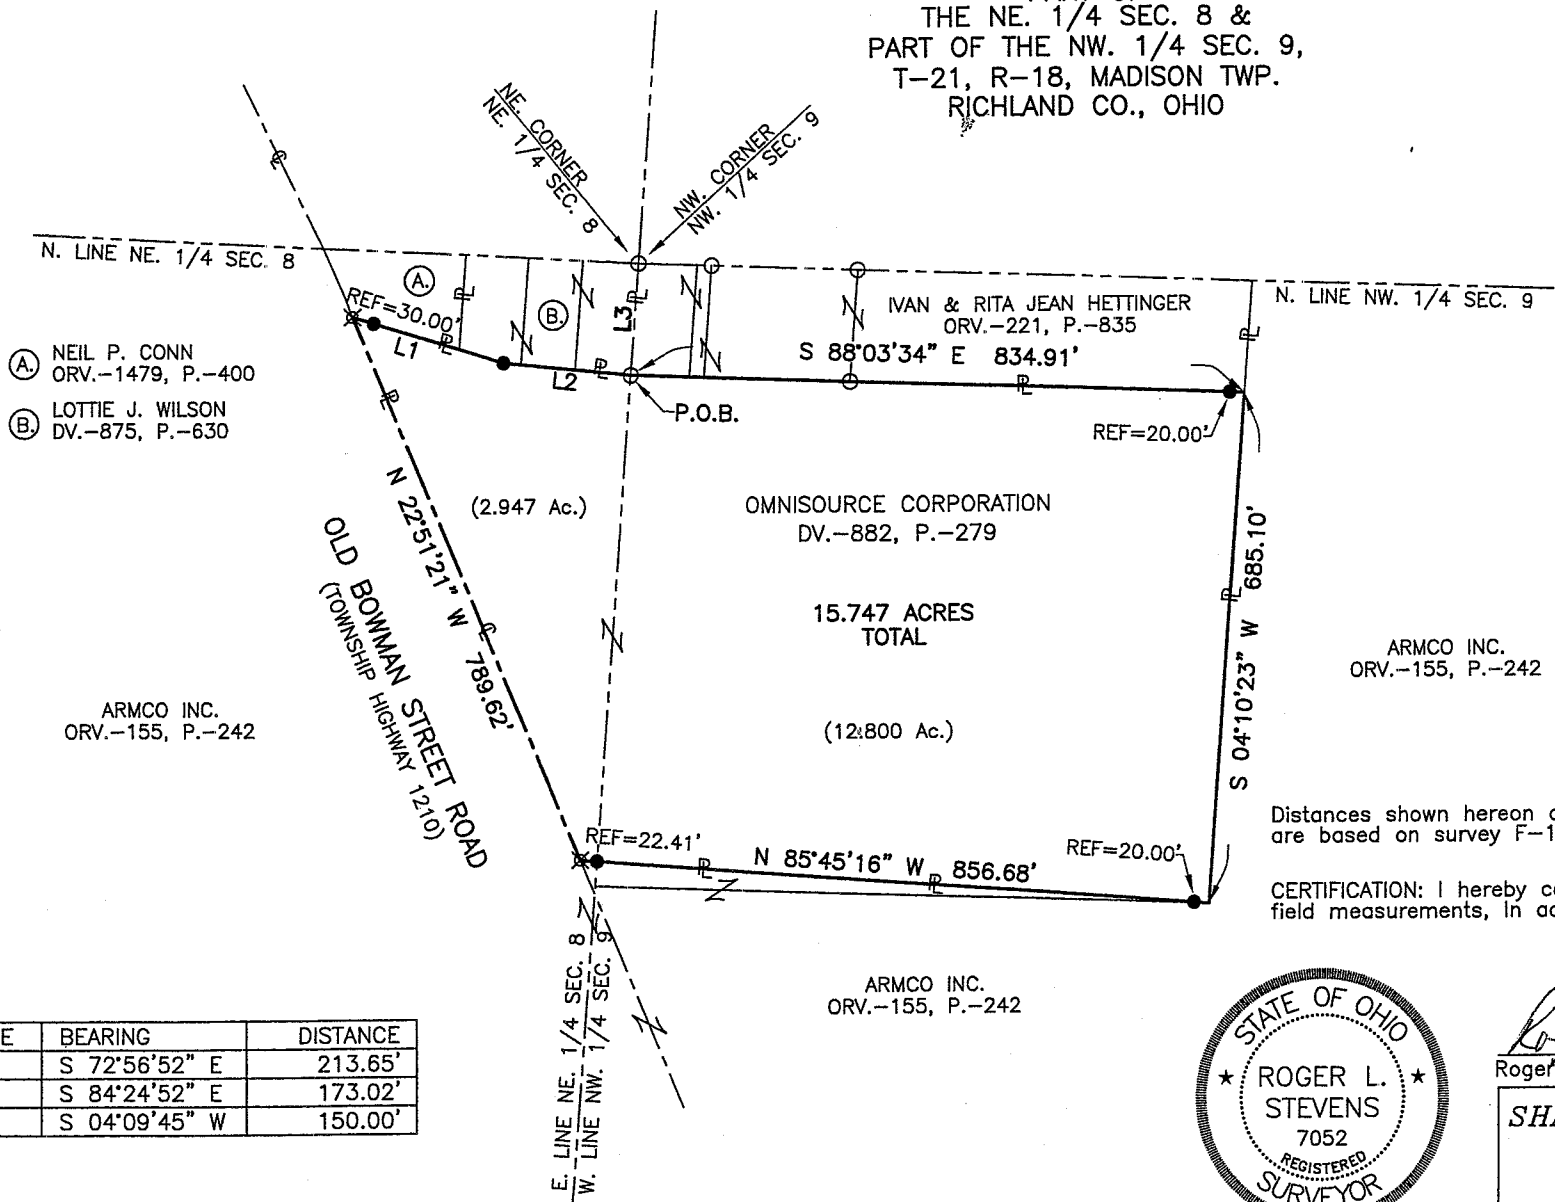 THE NE. 1/4 SEC. 8 &
PART OF THE NW. 1/4 SEC. 9,
T-21, R-18, MADISON TWP.
RICHLAND CO., OHIO
NE. CORNER
NE. 1/4 SEC. 8
NW. CORNER
NW. 1/4 SEC. 9
N. LINE NE. 1/4 SEC. 8
N. LINE NW. 1/4 SEC. 9
A.
B.
REF=30.00'
L1
L2
L3
IVAN & RITA JEAN HETTINGER
ORV.-221, P.-835
S 88°03'34" E 834.91'
A. NEIL P. CONN
ORV.-1479, P.-400
B. LOTTIE J. WILSON
DV.-875, P.-630
P.O.B.
REF=20.00'
N 22°51'21" W 789.62'
(2.947 Ac.)
OMNISOURCE CORPORATION
DV.-882, P.-279
15.747 ACRES
TOTAL
(12.800 Ac.)
S 04°10'23" W 685.10'
OLD BOWMAN STREET ROAD
(TOWNSHIP HIGHWAY 1210)
ARMCO INC.
ORV.-155, P.-242
ARMCO INC.
ORV.-155, P.-242
REF=22.41'
N 85°45'16" W 856.68'
REF=20.00'
Distances shown hereon
are based on survey F-1
CERTIFICATION: I hereby
field measurements, in
ARMCO INC.
ORV.-155, P.-242
E. LINE NE. 1/4 SEC. 8
W. LINE NW. 1/4 SEC. 9
E BEARING DISTANCE
S 72°56'52" E 213.65'
S 84°24'52" E 173.02'
S 04°09'45" W 150.00'
STATE OF OHIO
ROGER L.
STEVENS
7052
REGISTERED
SURVEYOR
Roger